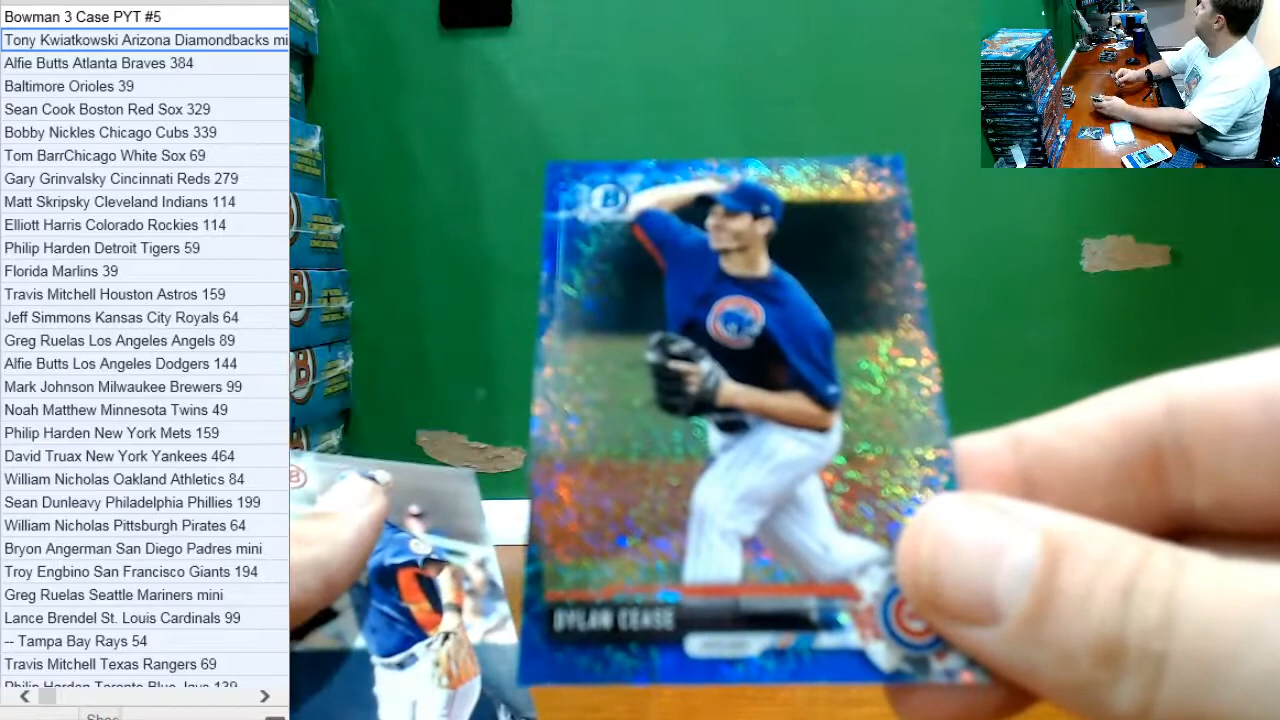 Bowman 3 Case PYT #5
Tony Kwiatkowski Arizona Diamondbacks mi
Alfie Butts Atlanta Braves 384
Baltimore Orioles 39
Sean Cook Boston Red Sox 329
Bobby Nickles Chicago Cubs 339
Tom BarrChicago White Sox 69
Gary Grinvalsky Cincinnati Reds 279
Matt Skripsky Cleveland Indians 114
Elliott Harris Colorado Rockies 114
Philip Harden Detroit Tigers 59
Florida Marlins 39
Travis Mitchell Houston Astros 159
Jeff Simmons Kansas City Royals 64
Greg Ruelas Los Angeles Angels 89
Alfie Butts Los Angeles Dodgers 144
Mark Johnson Milwaukee Brewers 99
Noah Matthew Minnesota Twins 49
Philip Harden New York Mets 159
David Truax New York Yankees 464
William Nicholas Oakland Athletics 84
Sean Dunleavy Philadelphia Phillies 199
William Nicholas Pittsburgh Pirates 64
Bryon Angerman San Diego Padres mini
Troy Engbino San Francisco Giants 194
Greg Ruelas Seattle Mariners mini
Lance Brendel St. Louis Cardinals 99
-- Tampa Bay Rays 54
Travis Mitchell Texas Rangers 69
Philip Harden Toronto Blue Jays 139
B
DYLAN CEASE